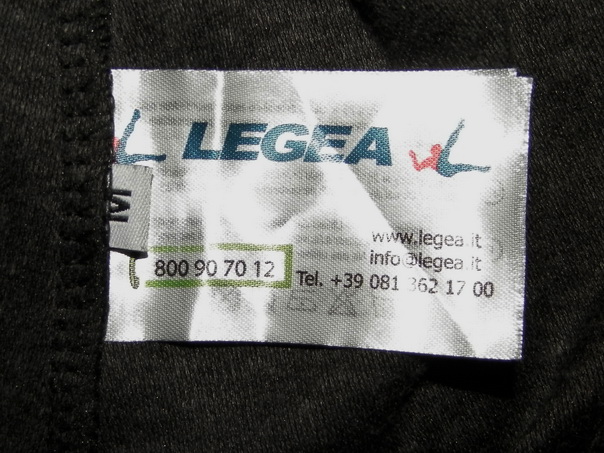 LEGEA
M
www.legea.it
info@legea.it
800 90 70 12
Tel. +39 081 362 17 00